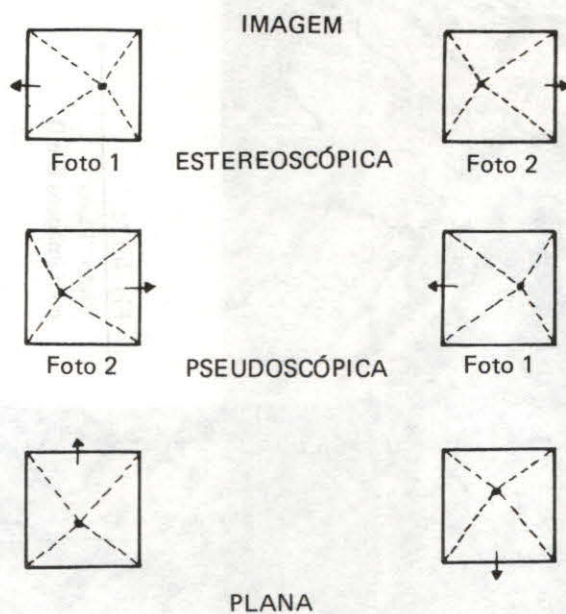 IMAGEM
Foto 1 ESTEREOSCÓPICA Foto 2
Foto 2 PSEUDOSCÓPICA Foto 1
PLANA